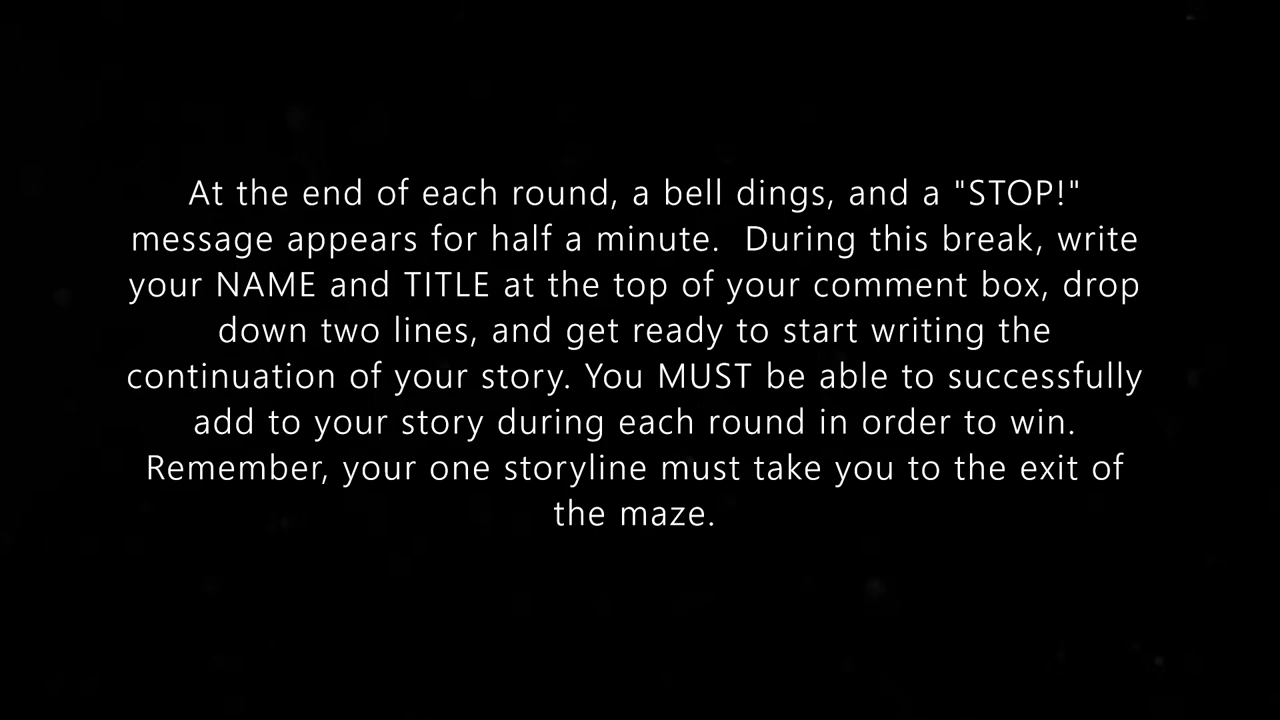 At the end of each round, a bell dings, and a "STOP!"
message appears for half a minute.  During this break, write
your NAME and TITLE at the top of your comment box, drop
down two lines, and get ready to start writing the
continuation of your story. You MUST be able to successfully
add to your story during each round in order to win.
Remember, your one storyline must take you to the exit of
the maze.